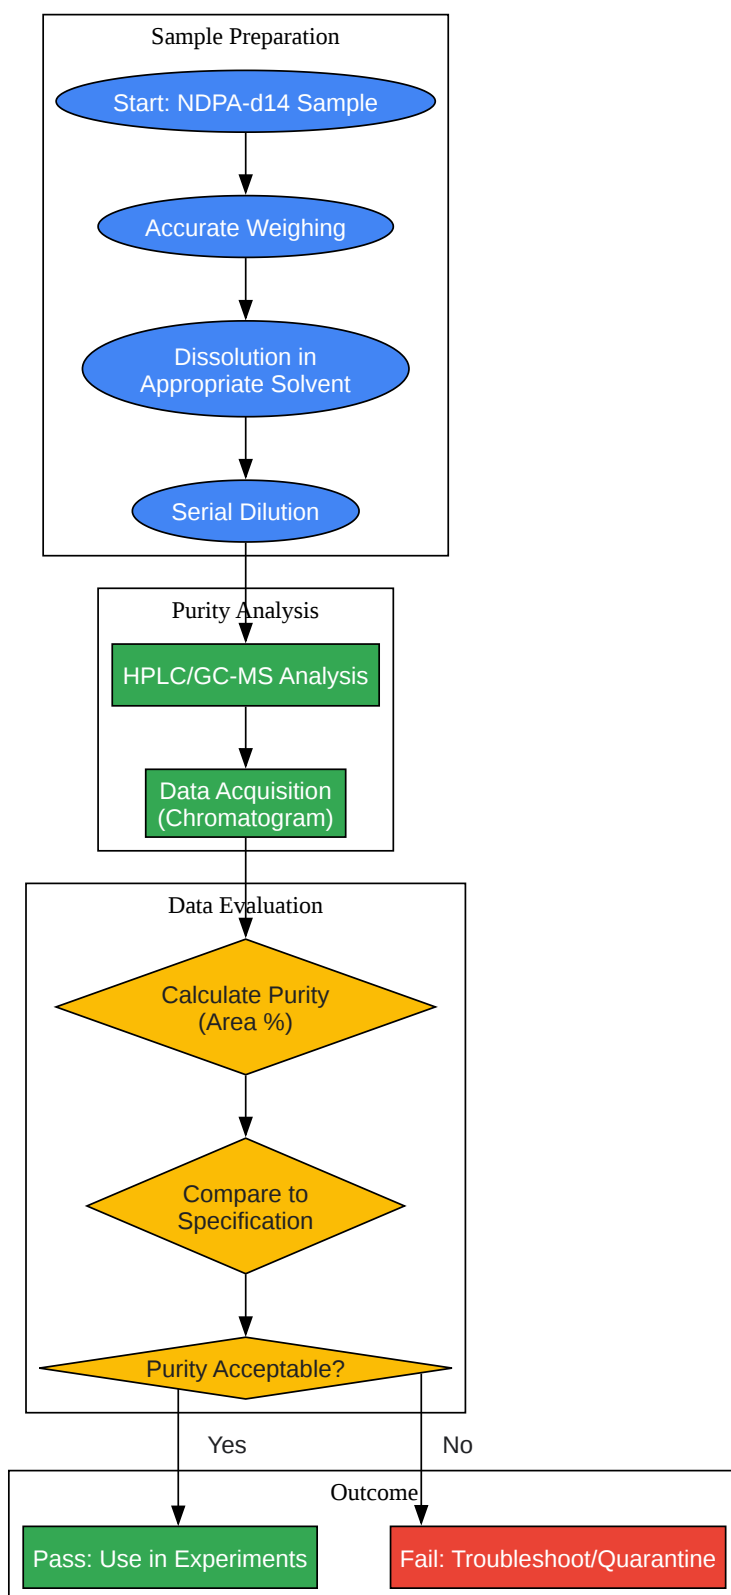 Sample Preparation
Start: NDPA-d14 Sample
Accurate Weighing
Dissolution in
Appropriate Solvent
Serial Dilution
Purity Analysis
HPLC/GC-MS Analysis
Data Acquisition
(Chromatogram)
Data Evaluation
Calculate Purity
(Area %)
Compare to
Specification
Purity Acceptable?
Yes
No
Outcome
Pass: Use in Experiments
Fail: Troubleshoot/Quarantine